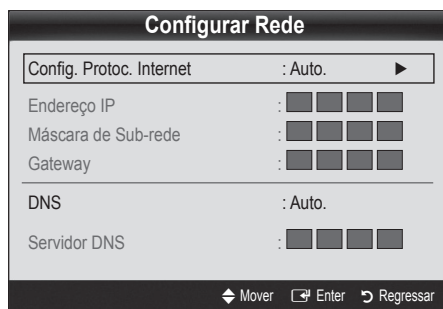 Configurar Rede
Config. Protoc. Internet : Auto. ►
Endereço IP :
Máscara de Sub-rede :
Gateway :
DNS : Auto.
Servidor DNS :
Mover Enter Regressar